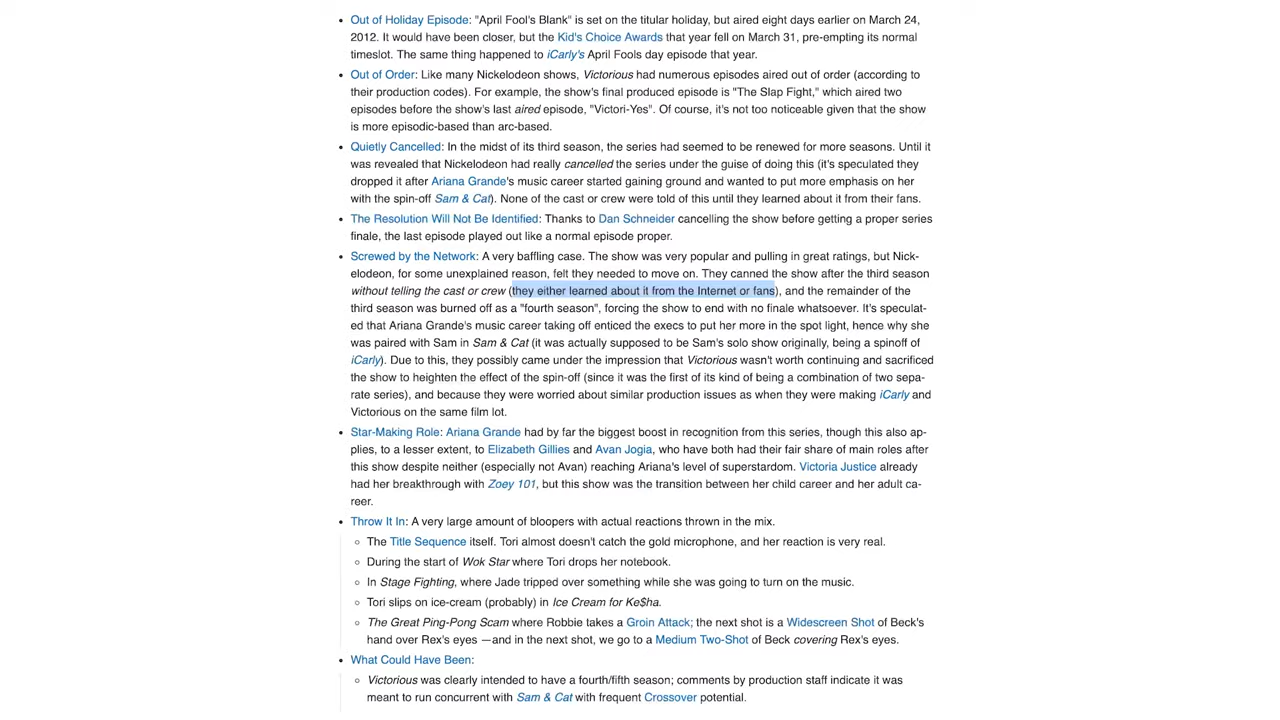 Out of Holiday Episode: "April Fool's Blank" is set on the titular holiday, but aired eight days earlier on March 24,
2012. It would have been closer, but the Kid's Choice Awards that year fell on March 31, pre-empting its normal
timeslot. The same thing happened to iCarly's April Fools day episode that year.
Out of Order: Like many Nickelodeon shows, Victorious had numerous episodes aired out of order (according to
their production codes). For example, the show's final produced episode is "The Slap Fight," which aired two
episodes before the show's last aired episode, "Victori-Yes". Of course, it's not too noticeable given that the show
is more episodic-based than arc-based.
Quietly Cancelled: In the midst of its third season, the series had seemed to be renewed for more seasons. Until it
was revealed that Nickelodeon had really cancelled the series under the guise of doing this (it's speculated they
dropped it after Ariana Grande's music career started gaining ground and wanted to put more emphasis on her
with the spin-off Sam & Cat). None of the cast or crew were told of this until they learned about it from their fans.
The Resolution Will Not Be Identified: Thanks to Dan Schneider cancelling the show before getting a proper series
finale, the last episode played out like a normal episode proper.
Screwed by the Network: A very baffling case. The show was very popular and pulling in great ratings, but Nick-
elodeon, for some unexplained reason, felt they needed to move on. They canned the show after the third season
without telling the cast or crew (they either learned about it from the Internet or fans), and the remainder of the
third season was burned off as a "fourth season", forcing the show to end with no finale whatsoever. It's speculat-
ed that Ariana Grande's music career taking off enticed the execs to put her more in the spot light, hence why she
was paired with Sam in Sam & Cat (it was actually supposed to be Sam's solo show originally, being a spinoff of
iCarly). Due to this, they possibly came under the impression that Victorious wasn't worth continuing and sacrificed
the show to heighten the effect of the spin-off (since it was the first of its kind of being a combination of two sepa-
rate series), and because they were worried about similar production issues as when they were making iCarly and
Victorious on the same film lot.
Star-Making Role: Ariana Grande had by far the biggest boost in recognition from this series, though this also ap-
plies, to a lesser extent, to Elizabeth Gillies and Avan Jogia, who have both had their fair share of main roles after
this show despite neither (especially not Avan) reaching Ariana's level of superstardom. Victoria Justice already
had her breakthrough with Zoey 101, but this show was the transition between her child career and her adult ca-
reer.
Throw It In: A very large amount of bloopers with actual reactions thrown in the mix.
The Title Sequence itself. Tori almost doesn't catch the gold microphone, and her reaction is very real.
During the start of Wok Star where Tori drops her notebook.
In Stage Fighting, where Jade tripped over something while she was going to turn on the music.
Tori slips on ice-cream (probably) in Ice Cream for Ke$ha.
The Great Ping-Pong Scam where Robbie takes a Groin Attack; the next shot is a Widescreen Shot of Beck's
hand over Rex's eyes —and in the next shot, we go to a Medium Two-Shot of Beck covering Rex's eyes.
What Could Have Been:
Victorious was clearly intended to have a fourth/fifth season; comments by production staff indicate it was
meant to run concurrent with Sam & Cat with frequent Crossover potential.